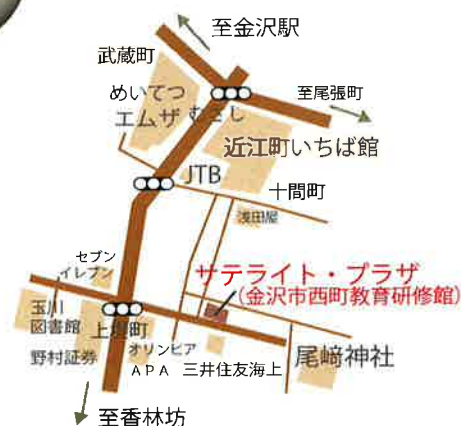 至金沢駅
武蔵町
めいてつ
エムザ
むさし
至尾張町
近江町いちば館
JTB
十間町
浅田屋
セブン
イレブン
サテライト・プラザ
(金沢市西町教育研修館)
玉川
図書館
上堤町
野村証券
オリンピア
APA
三井住友海上
尾﨑神社
至香林坊